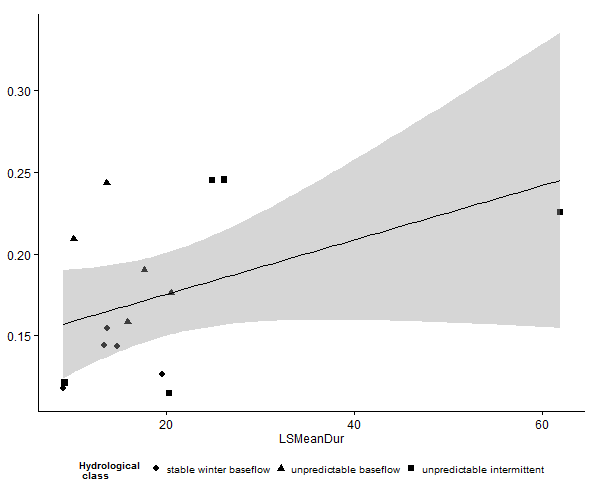 0.30
0.25
0.20
0.15
20 40 60
LSMeanDur
Hydrological
class
stable winter baseflow unpredictable baseflow unpredictable intermittent